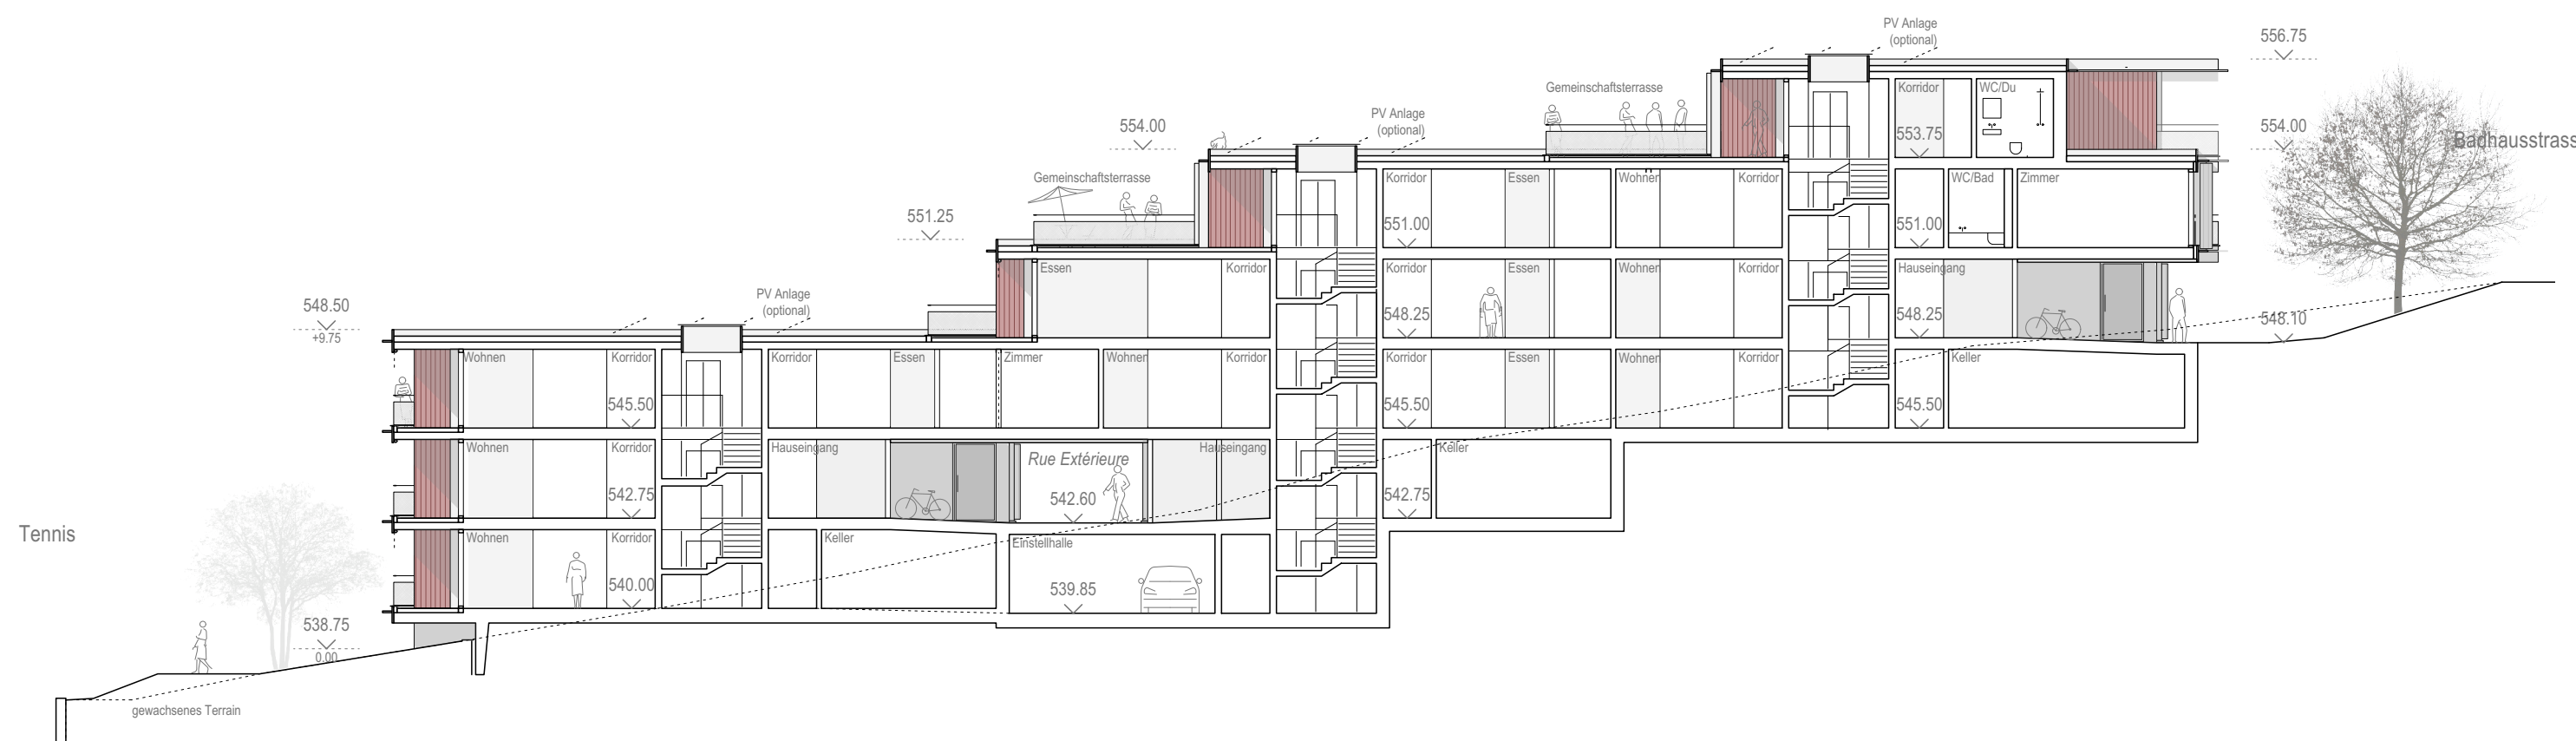 PV Anlage
(optional)
556.75
Gemeinschaftsterrasse
Korridor
WC/Du
PV Anlage
(optional)
554.00
553.75
554.00
Badhausstrass
Gemeinschaftsterrasse
Korridor
Essen
Wohnen
Korridor
WC/Bad
Zimmer
551.25
551.00
551.00
Essen
Korridor
Korridor
Essen
Wohnen
Korridor
Hauseingang
PV Anlage
(optional)
548.50
+9.75
548.25
548.25
548.10
Wohnen
Korridor
Korridor
Essen
Zimmer
Wohnen
Korridor
Korridor
Essen
Wohnen
Korridor
Keller
545.50
545.50
545.50
Wohnen
Korridor
Hauseingang
Rue Extérieure
Hauseingang
Keller
542.75
542.60
542.75
Tennis
Wohnen
Korridor
Keller
Einstellhalle
540.00
539.85
538.75
0.00
gewachsenes Terrain